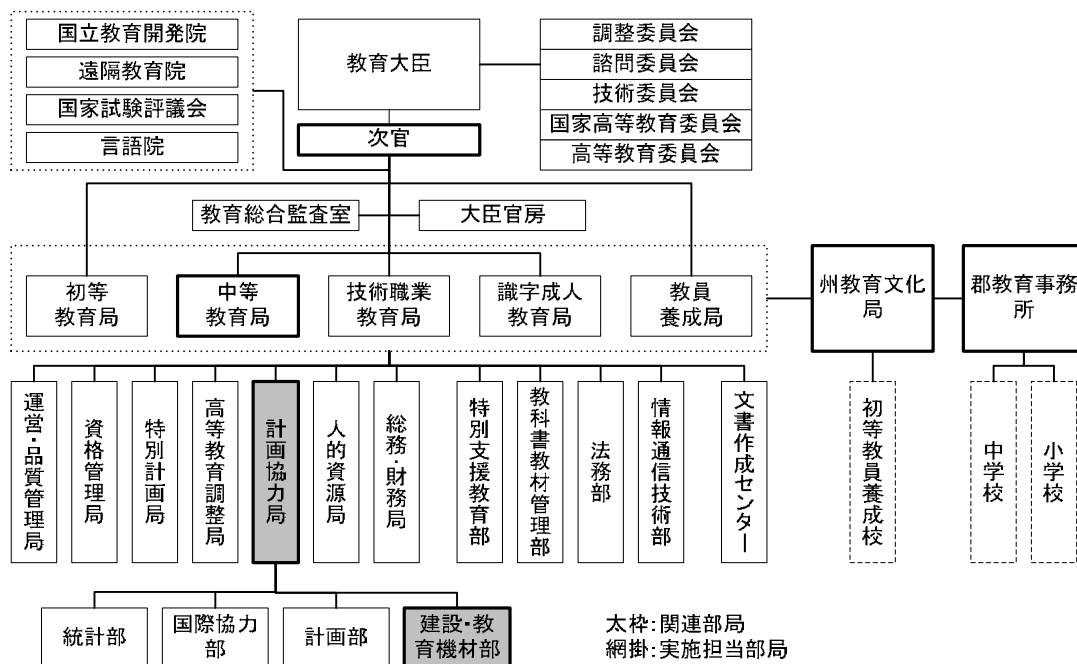 国立教育開発院
遠隔教育院
国家試験評議会
言語院
教育大臣
次官
調整委員会
諮問委員会
技術委員会
国家高等教育委員会
高等教育委員会
教育総合監査室
大臣官房
初等
教育局
中等
教育局
技術職業
教育局
識字成人
教育局
教員
養成局
州教育文化
局
郡教育事務
所
運営・品質管理局
資格管理局
特別計画局
高等教育調整局
計画協力局
人的資源局
総務・財務局
特別支援教育部
教科書教材管理部
法務部
情報通信技術部
文書作成センター
初等教員養成校
中学校
小学校
統計部
国際協力
部
計画部
建設・教
育機材部
太枠：関連部局
網掛：実施担当部局